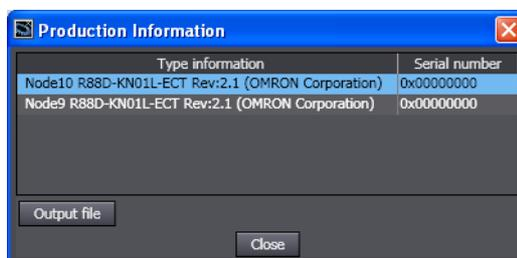 Production Information
Type information Serial number
Node10 R88D-KN01L-ECT Rev:2.1 (OMRON Corporation) 0x00000000
Node9 R88D-KN01L-ECT Rev:2.1 (OMRON Corporation) 0x00000000
Output file
Close